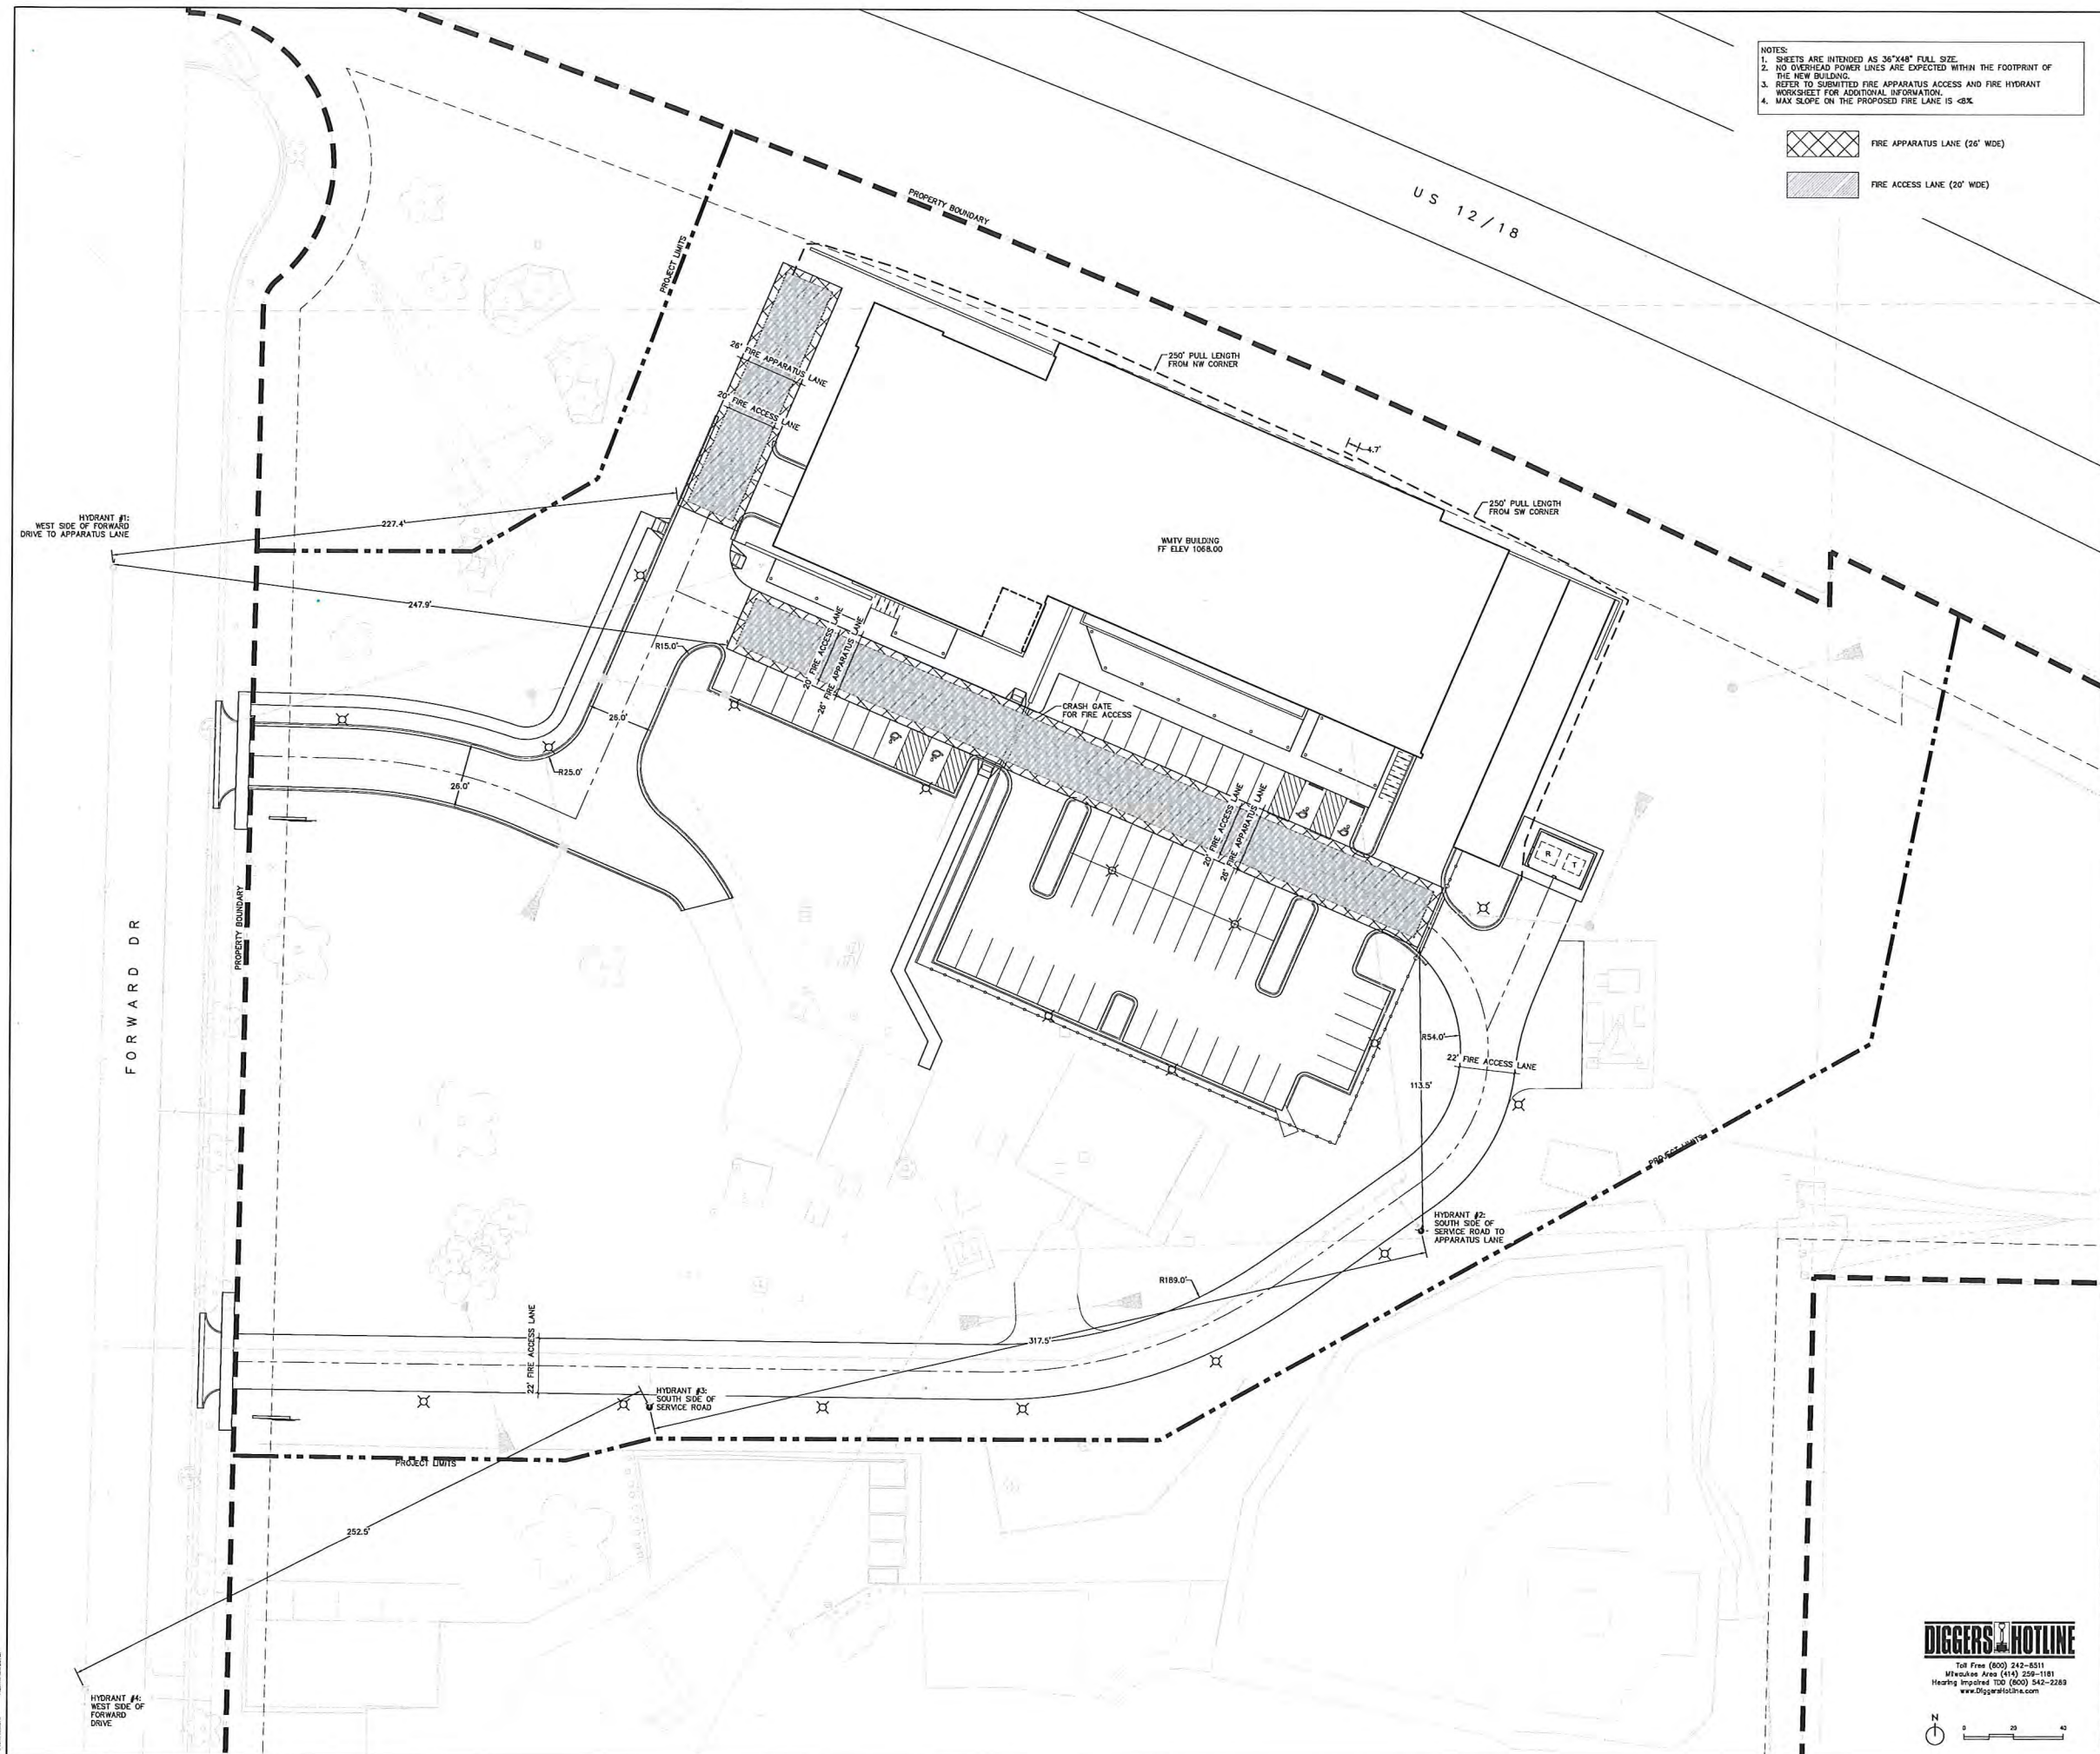 NOTES:
1. SHEETS ARE INTENDED AS 36"X48" FULL SIZE.
2. NO OVERHEAD POWER LINES ARE EXPECTED WITHIN THE FOOTPRINT OF
THE NEW BUILDING.
3. REFER TO SUBMITTED FIRE APPARATUS ACCESS AND FIRE HYDRANT
WORKSHEET FOR ADDITIONAL INFORMATION.
4. MAX SLOPE ON THE PROPOSED FIRE LANE IS <8%
FIRE APPARATUS LANE (26' WIDE)
FIRE ACCESS LANE (20' WIDE)
US 12/18
PROPERTY BOUNDARY
PROJECT LIMITS
250' PULL LENGTH
FROM NW CORNER
26' FIRE APPARATUS LANE
20' FIRE ACCESS LANE
4.7'
250' PULL LENGTH
FROM SW CORNER
HYDRANT #1:
WEST SIDE OF FORWARD
DRIVE TO APPARATUS LANE
227.4'
WMTV BUILDING
FF ELEV 1068.00
247.9'
20' FIRE ACCESS LANE
26' FIRE APPARATUS LANE
R15.0'
CRASH GATE
FOR FIRE ACCESS
26.0'
R25.0'
26.0'
20' FIRE ACCESS LANE
26' FIRE APPARATUS LANE
R
T
PROPERTY BOUNDARY
FORWARD DR
R54.0'
22' FIRE ACCESS LANE
113.5'
PROJECT LIMITS
HYDRANT #2:
SOUTH SIDE OF
SERVICE ROAD TO
APPARATUS LANE
R189.0'
22' FIRE ACCESS LANE
317.5'
HYDRANT #3:
SOUTH SIDE OF
SERVICE ROAD
PROJECT LIMITS
252.5'
HYDRANT #4:
WEST SIDE OF
FORWARD
DRIVE
DIGGERS HOTLINE
Toll Free (800) 242-8511
Milwaukee Area (414) 259-1181
Hearing Impaired TDD (800) 542-2289
www.DiggersHotline.com
N
0 20 40